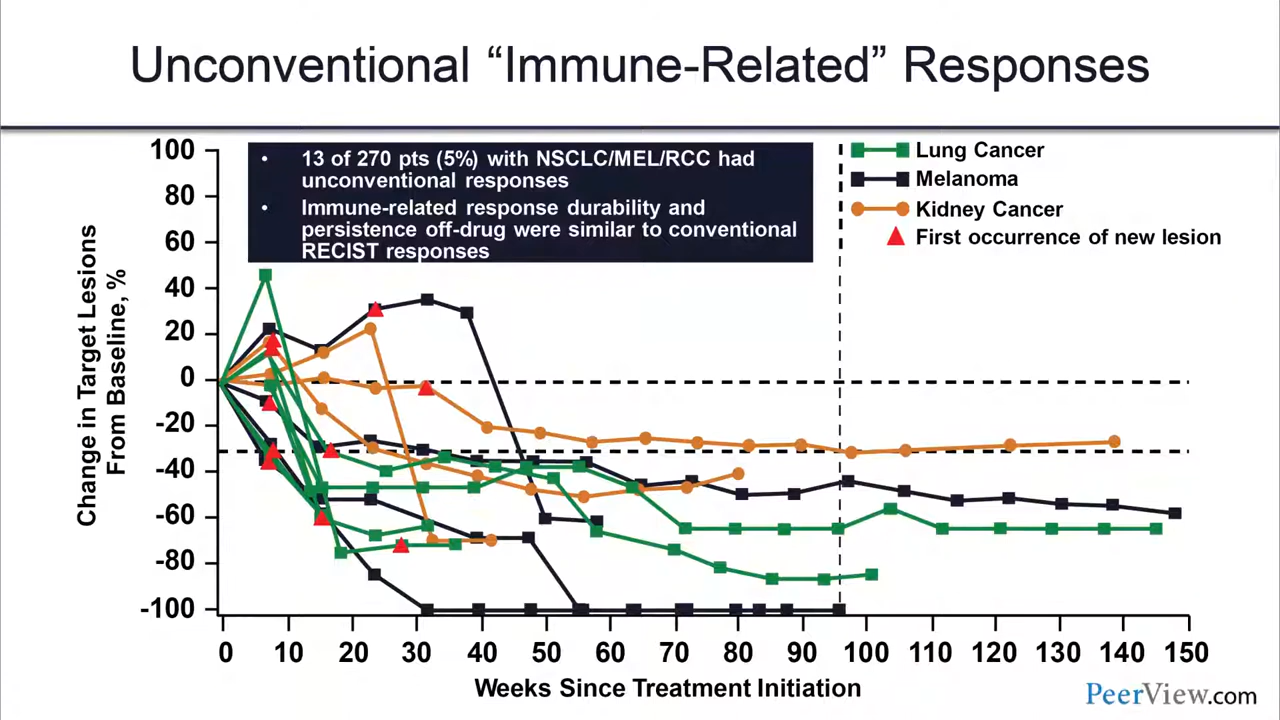 Unconventional “Immune-Related” Responses
• 13 of 270 pts (5%) with NSCLC/MEL/RCC had
unconventional responses
• Immune-related response durability and
persistence off-drug were similar to conventional
RECIST responses
Lung Cancer
Melanoma
Kidney Cancer
First occurrence of new lesion
Change in Target Lesions
From Baseline, %
100
80
60
40
20
0
-20
-40
-60
-80
-100
0 10 20 30 40 50 60 70 80 90 100 110 120 130 140 150
Weeks Since Treatment Initiation
PeerView.com